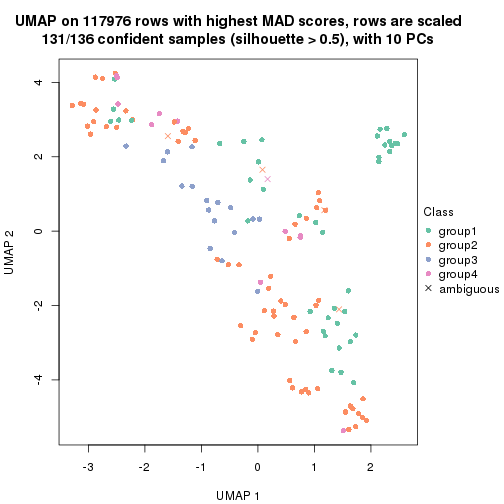 UMAP on 117976 rows with highest MAD scores, rows are scaled
131/136 confident samples (silhouette > 0.5), with 10 PCs
4
2
0
-2
-4
UMAP 2
-3
-2
-1
0
1
2
UMAP 1
Class
group1
group2
group3
group4
ambiguous